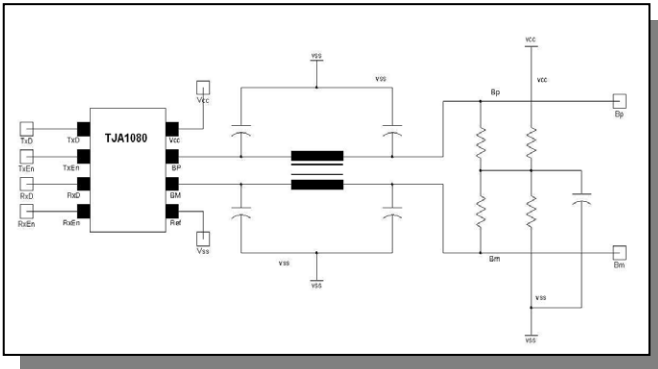 vcc
vss
vss
vcc
Vcc
Bp
Bp
TJA1080
TxD
TxD
Vcc
TxEn
TxEn
BP
RxD
RxD
BM
RxEn
RxEn
Ref
Vss
vss
vss
Bm
Bm
vss
vss